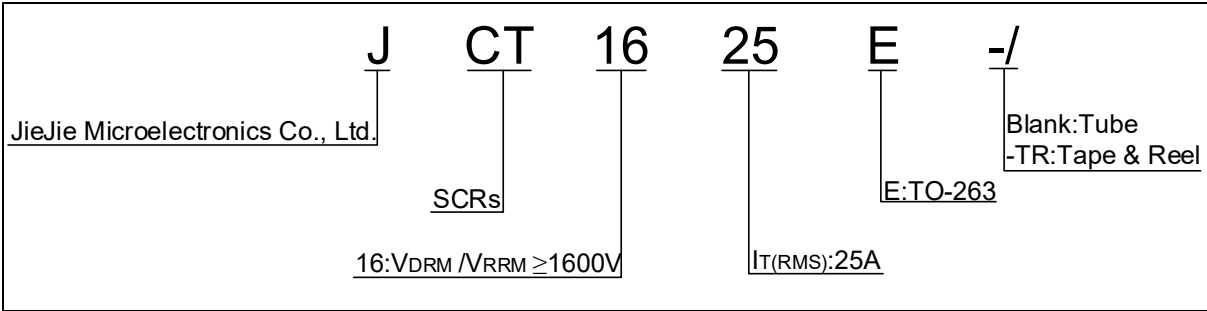 J CT 16 25 E -/
JieJie Microelectronics Co., Ltd.
Blank:Tube
-TR:Tape & Reel
SCRs
E:TO-263
16:VDRM /VRRM ≥1600V
IT(RMS):25A